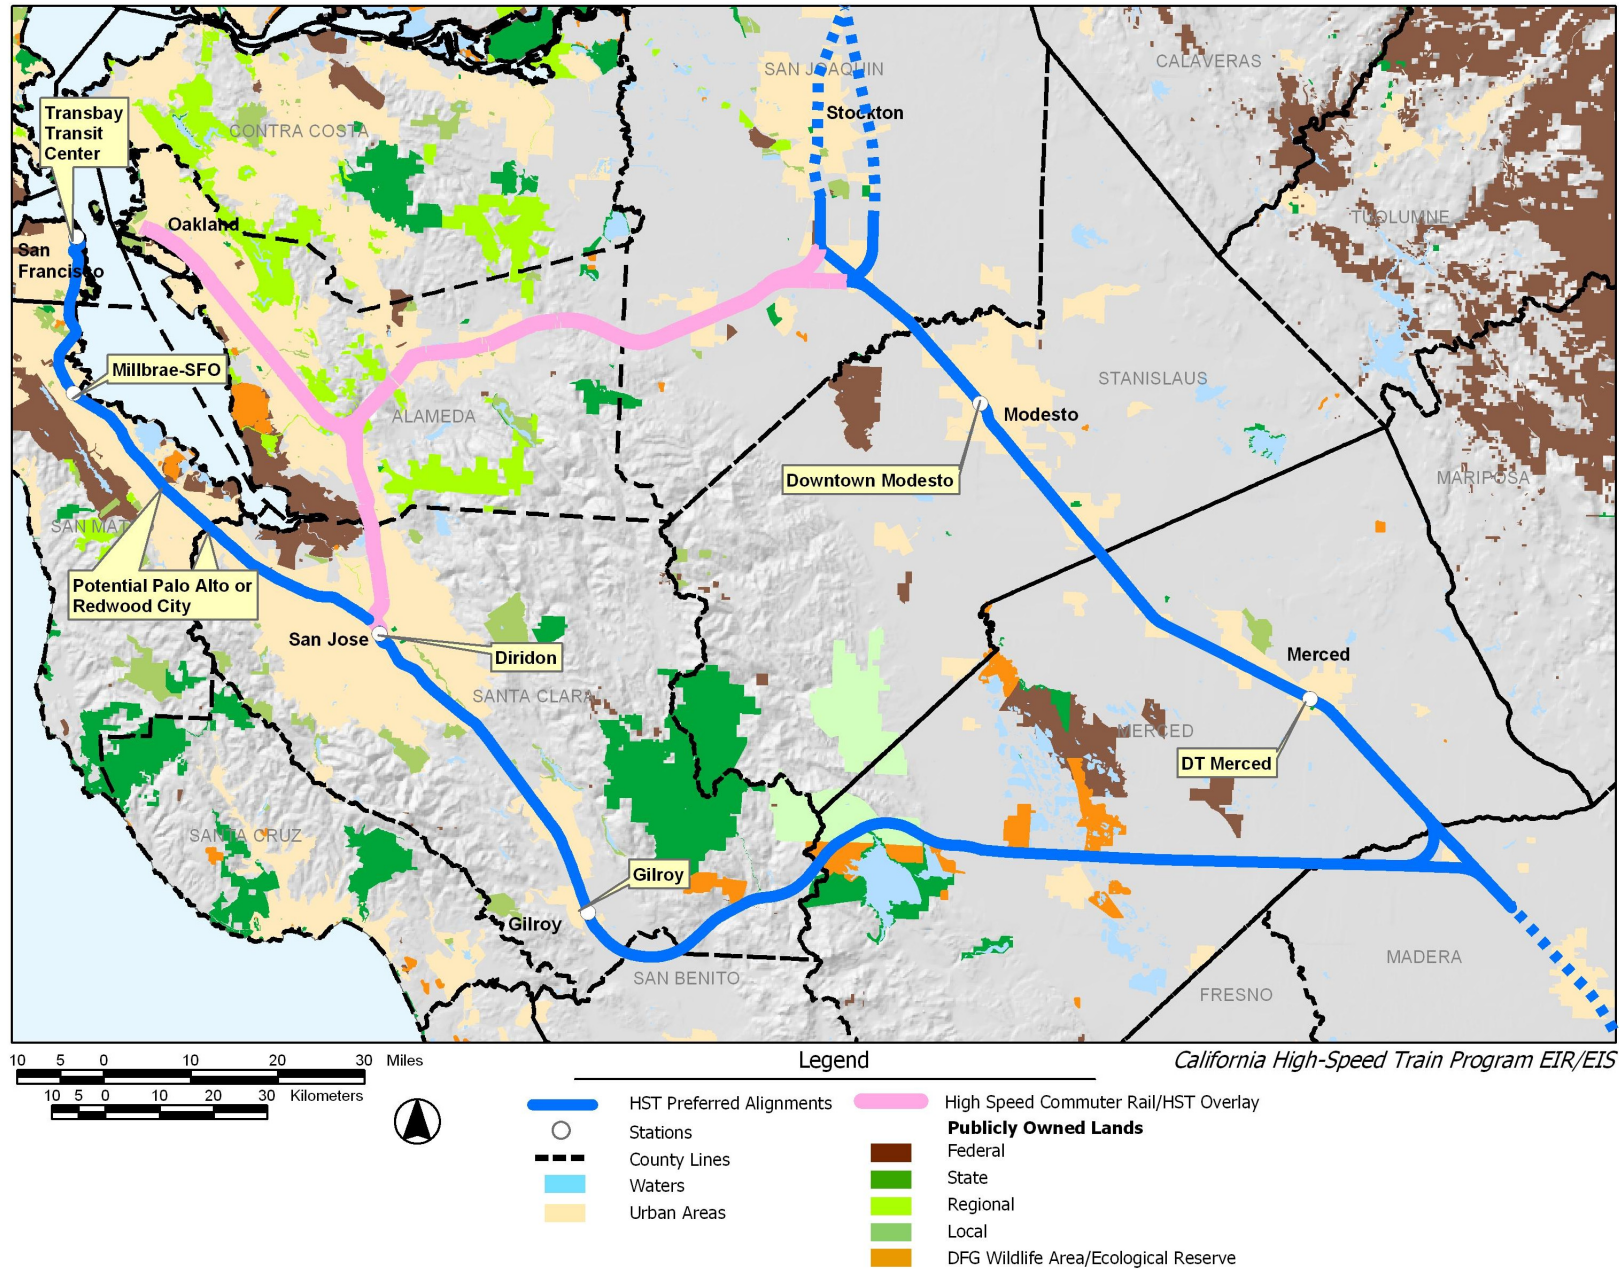 SAN JOAQUIN
CALAVERAS
Stockton
Transbay
Transit
Center
CONTRA COSTA
TUOLUMNE
Oakland
San
Francisco
Millbrae-SFO
STANISLAUS
ALAMEDA
Modesto
Downtown Modesto
MARIPOSA
SAN MAT
Potential Palo Alto or
Redwood City
San Jose
Diridon
Merced
SANTA CLARA
MERCED
DT Merced
SANTA CRUZ
Gilroy
Gilroy
SAN BENITO
MADERA
FRESNO
10 5 0 10 20 30 Miles
10 5 0 10 20 30 Kilometers
Legend
California High-Speed Train Program EIR/EIS
HST Preferred Alignments
Stations
County Lines
Waters
Urban Areas
High Speed Commuter Rail/HST Overlay
Publicly Owned Lands
Federal
State
Regional
Local
DFG Wildlife Area/Ecological Reserve